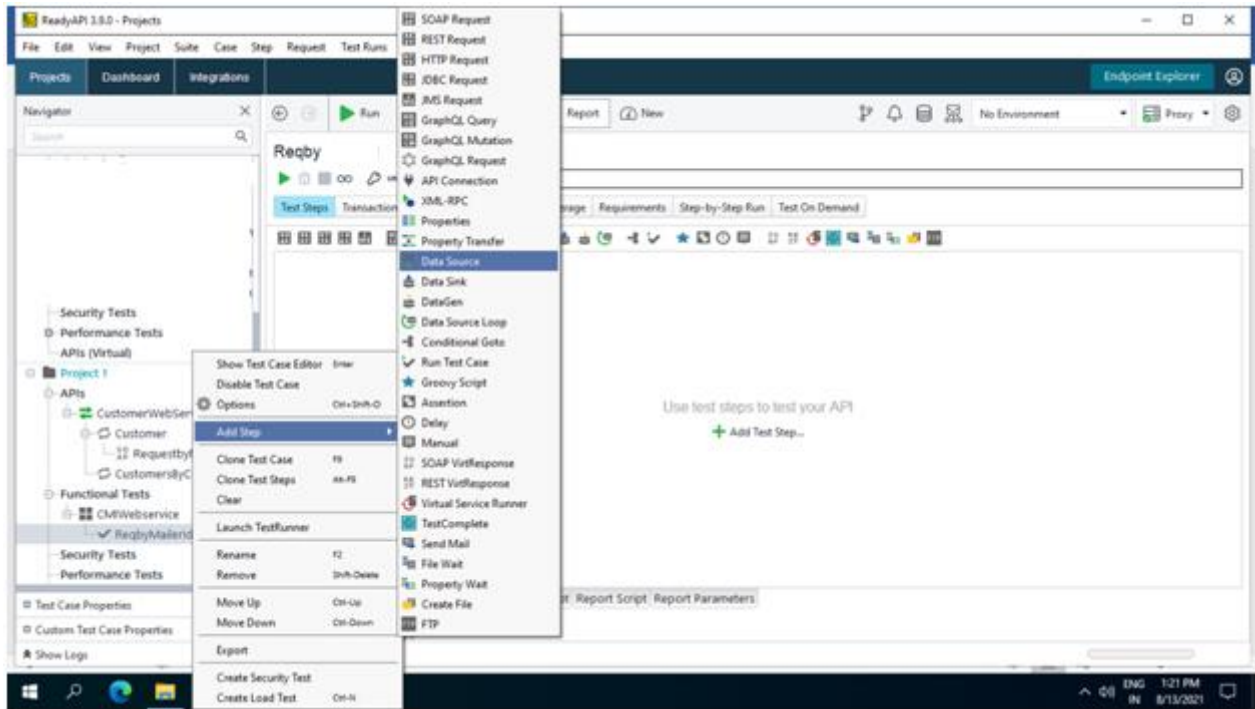 ReadyAPI 3.9.0 - Projects
File Edit View Project Suite Case Step Request Test Runs
Projects Dashboard Integrations Endpoint Explorer
Navigator
Search
Run Report New No Environment Proxy
Reqby
Test Steps Transaction Requirements Step-by-Step Run Test On Demand
Security Tests
Performance Tests
APIs (Virtual)
Project 1
APIs
CustomerWebSer
Customer
Requestby
CustomersByC
Functional Tests
CMIWebservice
ReqbyMailerid
Security Tests
Performance Tests
Test Case Properties
Custom Test Case Properties
Show Logs
Show Test Case Editor Enter
Disable Test Case
Options Ctrl+Shift-O
Add Step
Clone Test Case F9
Clone Test Steps Alt-F9
Clear
Launch TestRunner
Rename F2
Remove Shift-Delete
Move Up Ctrl-Up
Move Down Ctrl-Down
Export
Create Security Test
Create Load Test Ctrl-N
SOAP Request
REST Request
HTTP Request
JDBC Request
JMS Request
GraphQL Query
GraphQL Mutation
GraphQL Request
API Connection
XML-RPC
Properties
Property Transfer
Data Source
Data Sink
DataGen
Data Source Loop
Conditional Goto
Run Test Case
Groovy Script
Assertion
Delay
Manual
SOAP VirtResponse
REST VirtResponse
Virtual Service Runner
TestComplete
Send Mail
File Wait
Property Wait
Create File
FTP
Use test steps to test your API
Add Test Step...
Report Script Report Parameters
ENG 1:21 PM
IN 8/13/2021